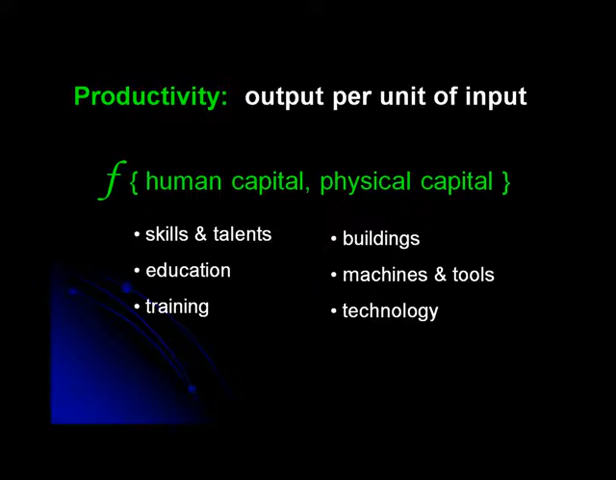 Productivity: output per unit of input
f { human capital, physical capital }
• skills & talents
• education
• training
• buildings
• machines & tools
• technology